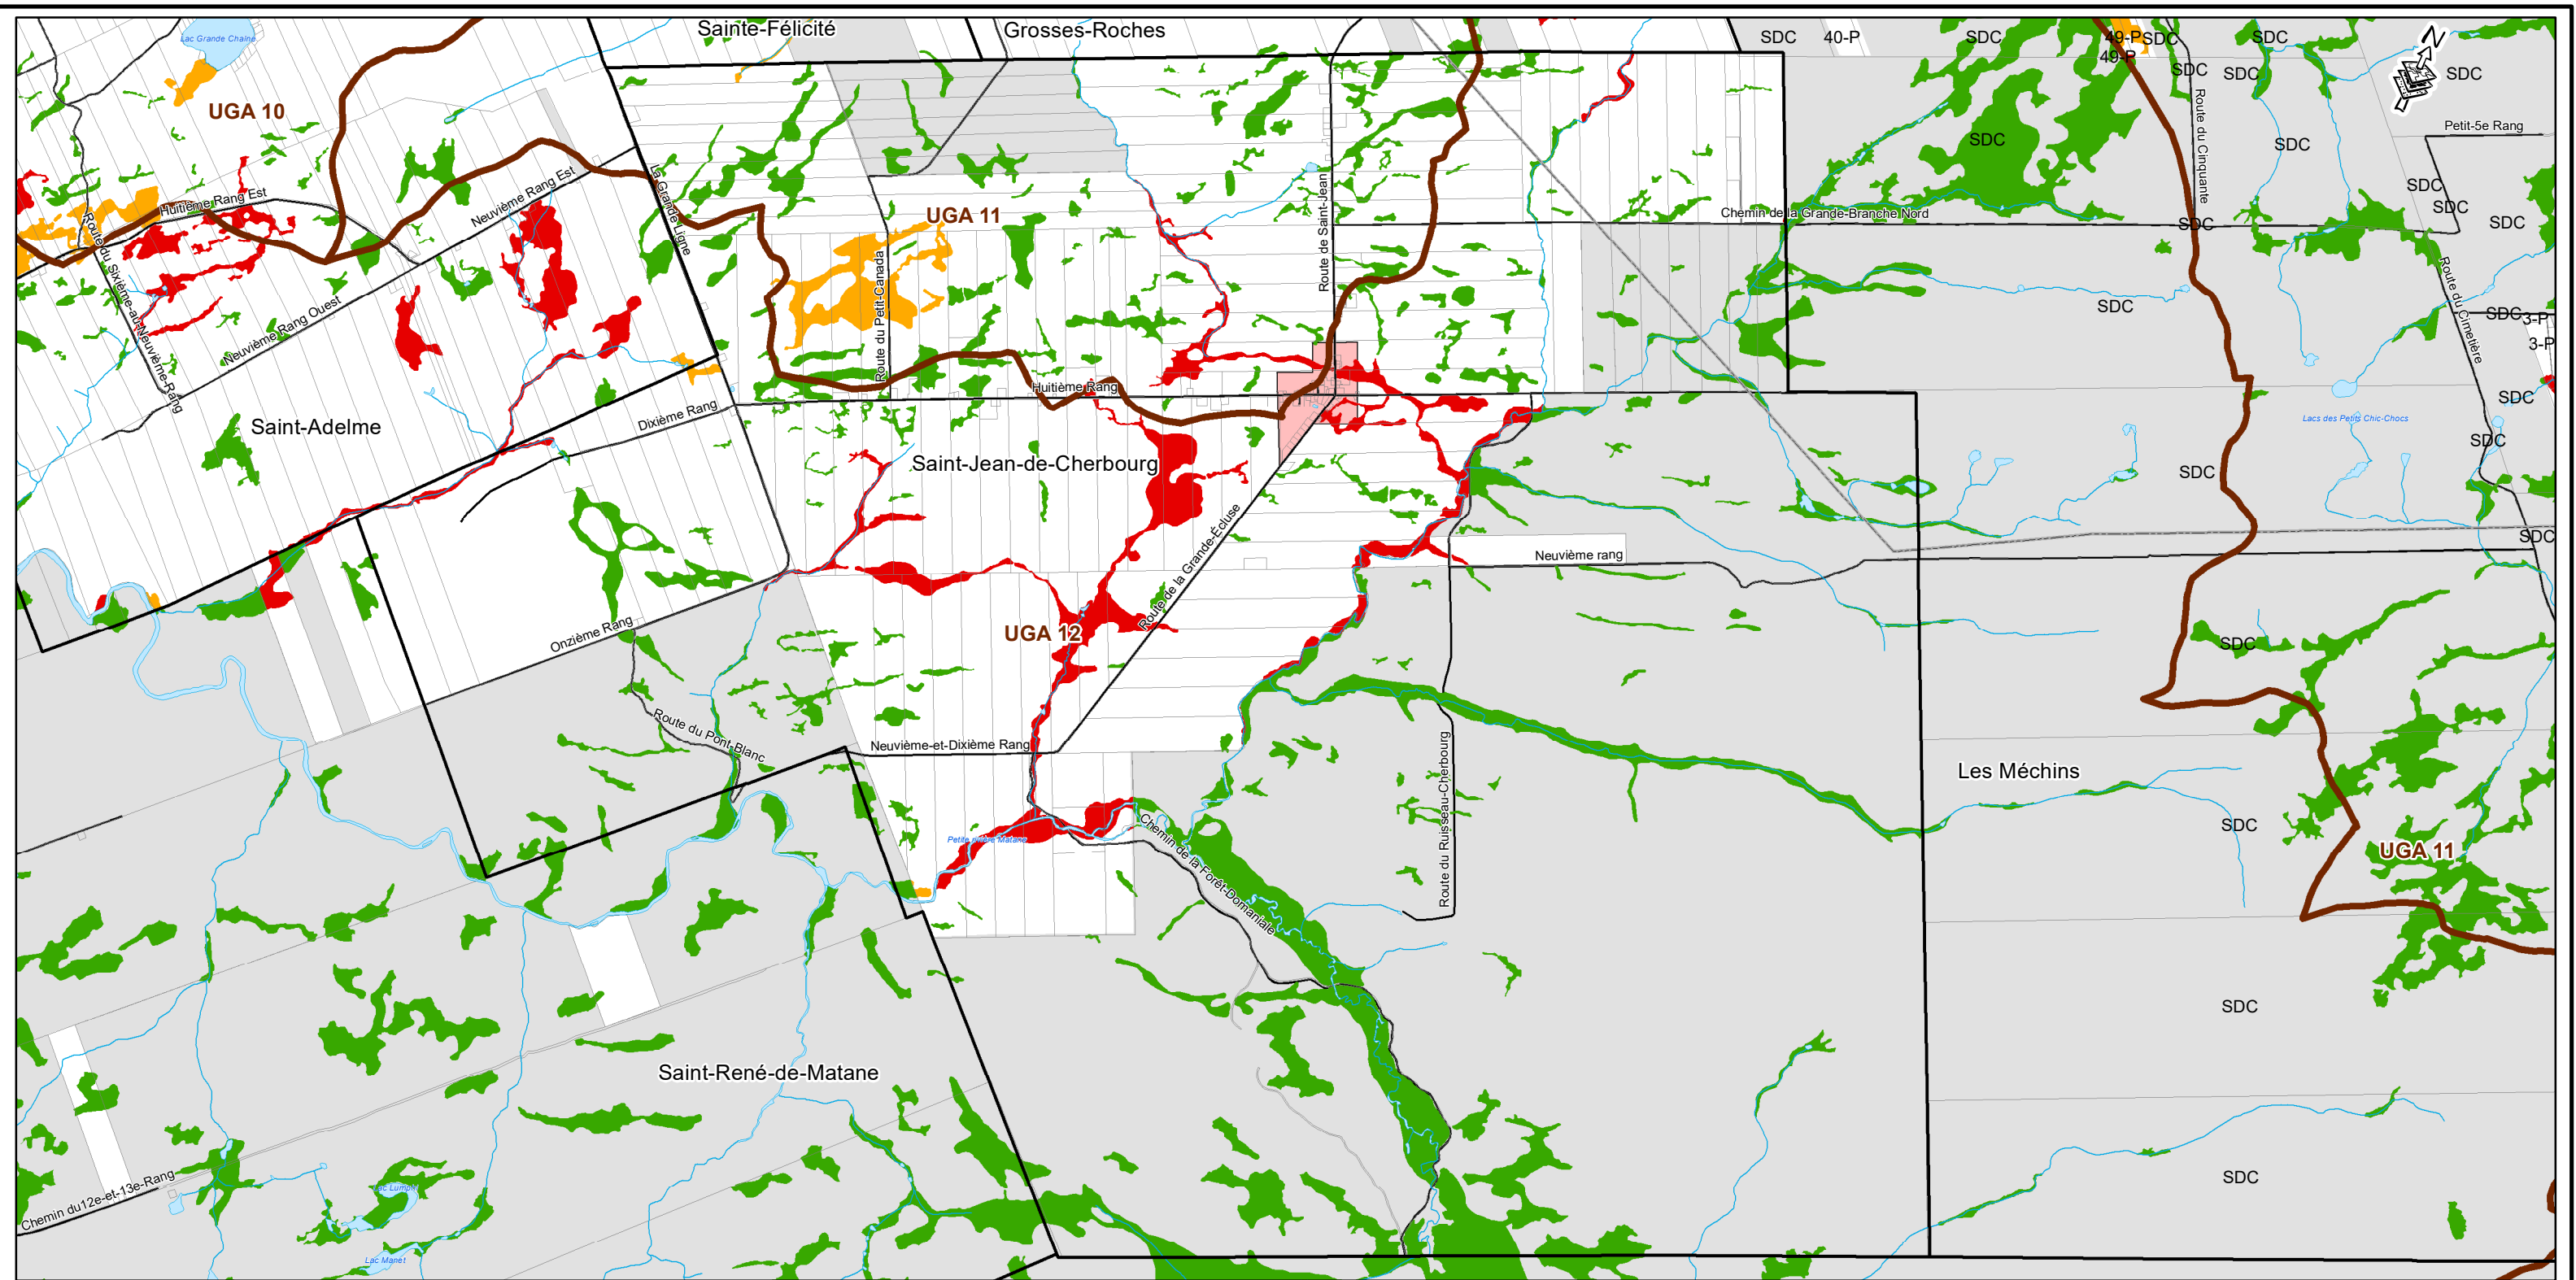 Sainte-Félicité
Grosses-Roches
SDC
40-P
SDC
49-P
SDC
SDC
N
Lac Grande Chaîne
49-P
SDC
SDC
SDC
UGA 10
Route du Cinquante
Petit-5e Rang
SDC
SDC
La Grande Ligne
Neuvième Rang Est
Huitième Rang Est
SDC
SDC
UGA 11
Route de Saint-Jean
Chemin de la Grande-Branche Nord
SDC
SDC
Route du Sixième-au-Neuvième-Rang
Route du Petit-Canada
Route du Cimetière
SDC
SDC
3-P
3-P
Neuvième Rang Ouest
Huitième Rang
SDC
Dixième Rang
Lacs des Petits Chic-Chocs
Saint-Adelme
SDC
Saint-Jean-de-Cherbourg
SDC
Route de la Grande-Écluse
SDC
Neuvième rang
UGA 12
Onzième Rang
SDC
Route du Pont-Blanc
Neuvième-et-Dixième Rang
Route du Ruisseau-Cherbourg
Les Méchins
SDC
Petite rivière Matane
Chemin de la Forêt-Domaniale
UGA 11
SDC
Saint-René-de-Matane
SDC
Chemin du12e-et-13e-Rang
Lac Manet